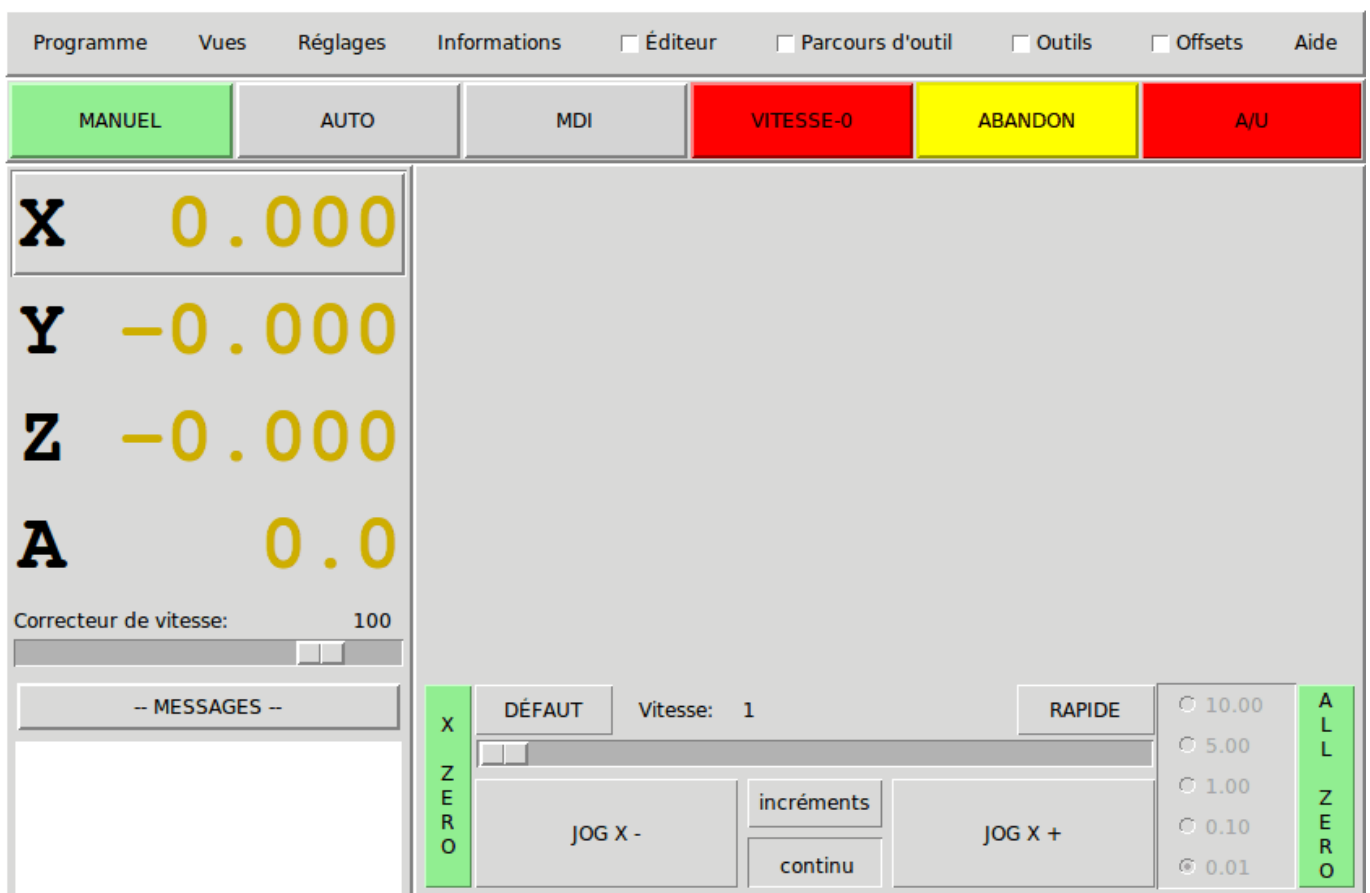 Programme Vues Réglages Informations Éditeur Parcours d'outil Outils Offsets Aide
MANUEL AUTO MDI VITESSE-0 ABANDON A/U
X 0.000
Y -0.000
Z -0.000
A 0.0
Correcteur de vitesse: 100
-- MESSAGES --
X ZERO
DÉFAUT Vitesse: 1 RAPIDE
JOG X - incréments JOG X +
continu
10.00
5.00
1.00
0.10
0.01
ALL ZERO